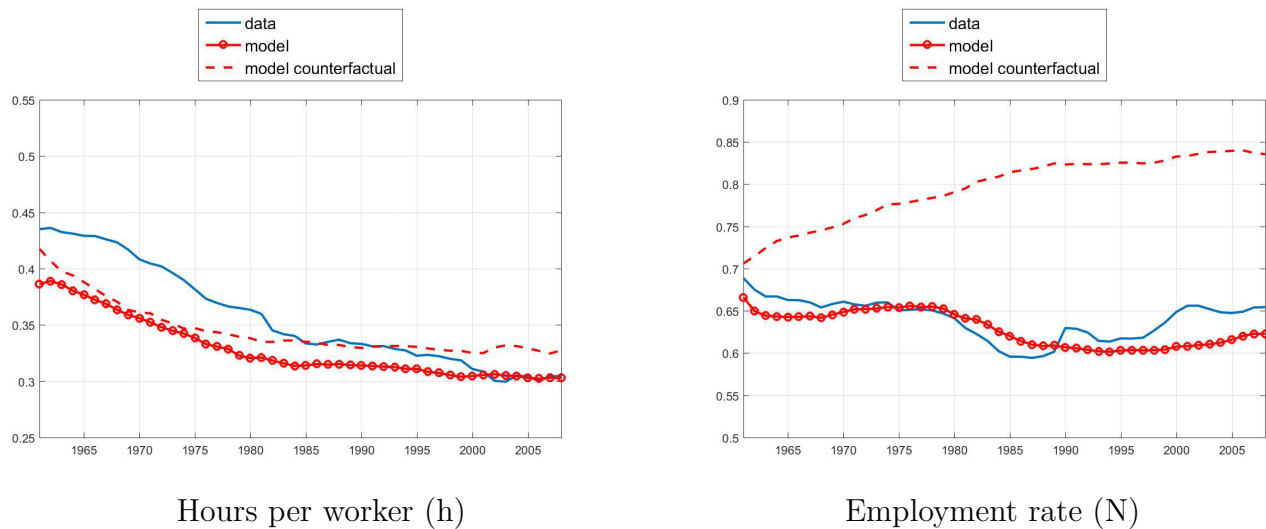 data
model
model counterfactual
0.55
0.5
0.45
0.4
0.35
0.3
0.25
1965 1970 1975 1980 1985 1990 1995 2000 2005
Hours per worker (h)
data
model
model counterfactual
0.9
0.85
0.8
0.75
0.7
0.65
0.6
0.55
0.5
1965 1970 1975 1980 1985 1990 1995 2000 2005
Employment rate (N)